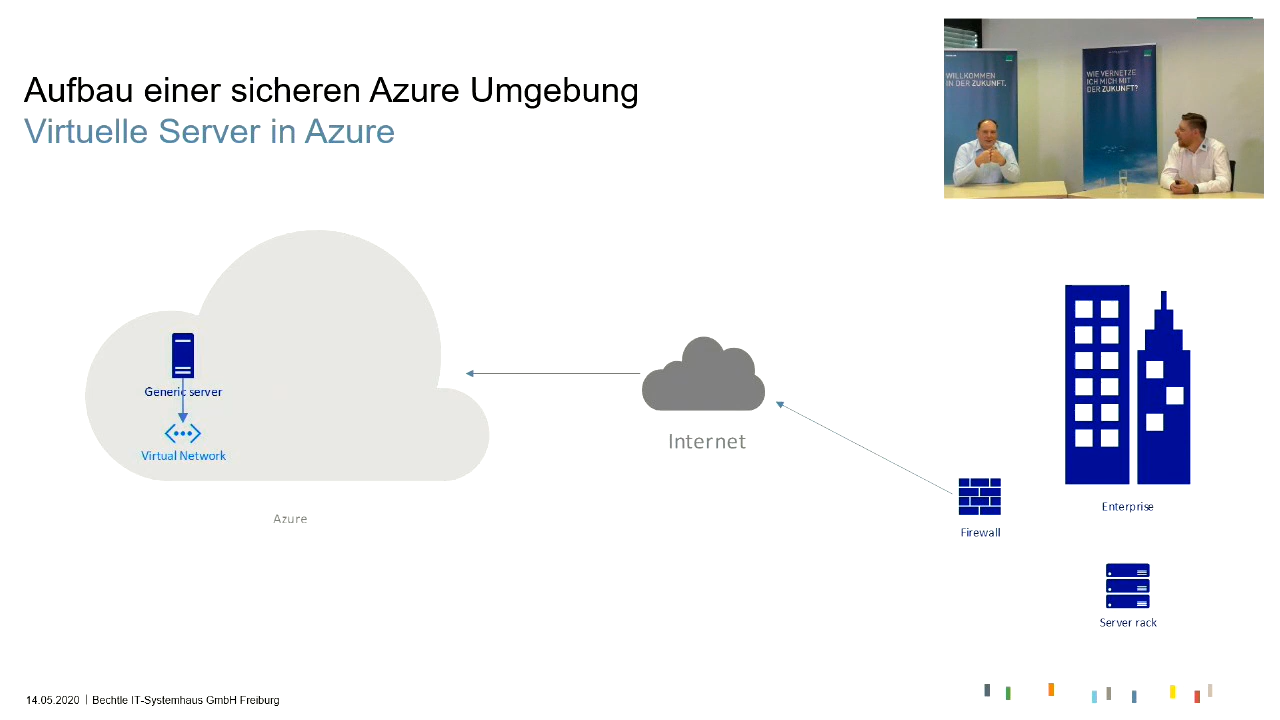 Aufbau einer sicheren Azure Umgebung
Virtuelle Server in Azure
WILLKOMMEN
IN DER ZUKUNFT.
WIE VERNETZE
ICH MICH MIT
DER ZUKUNFT?
Generic server
Virtual Network
Azure
Internet
Firewall
Enterprise
Server rack
14.05.2020 | Bechtle IT-Systemhaus GmbH Freiburg